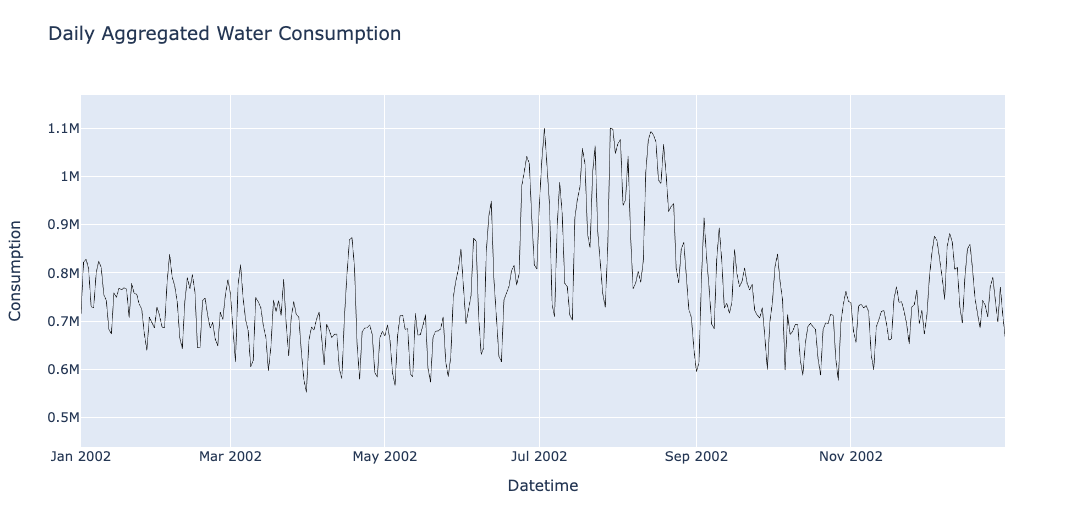 Daily Aggregated Water Consumption
1.1M
1M
0.9M
0.8M
0.7M
0.6M
0.5M
Consumption
Jan 2002 Mar 2002 May 2002 Jul 2002 Sep 2002 Nov 2002
Datetime